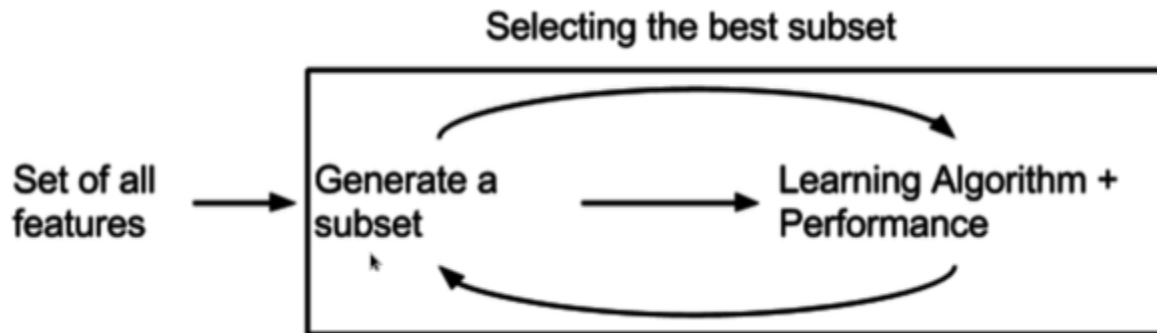 Selecting the best subset
Set of all
features
Generate a
subset
Learning Algorithm +
Performance